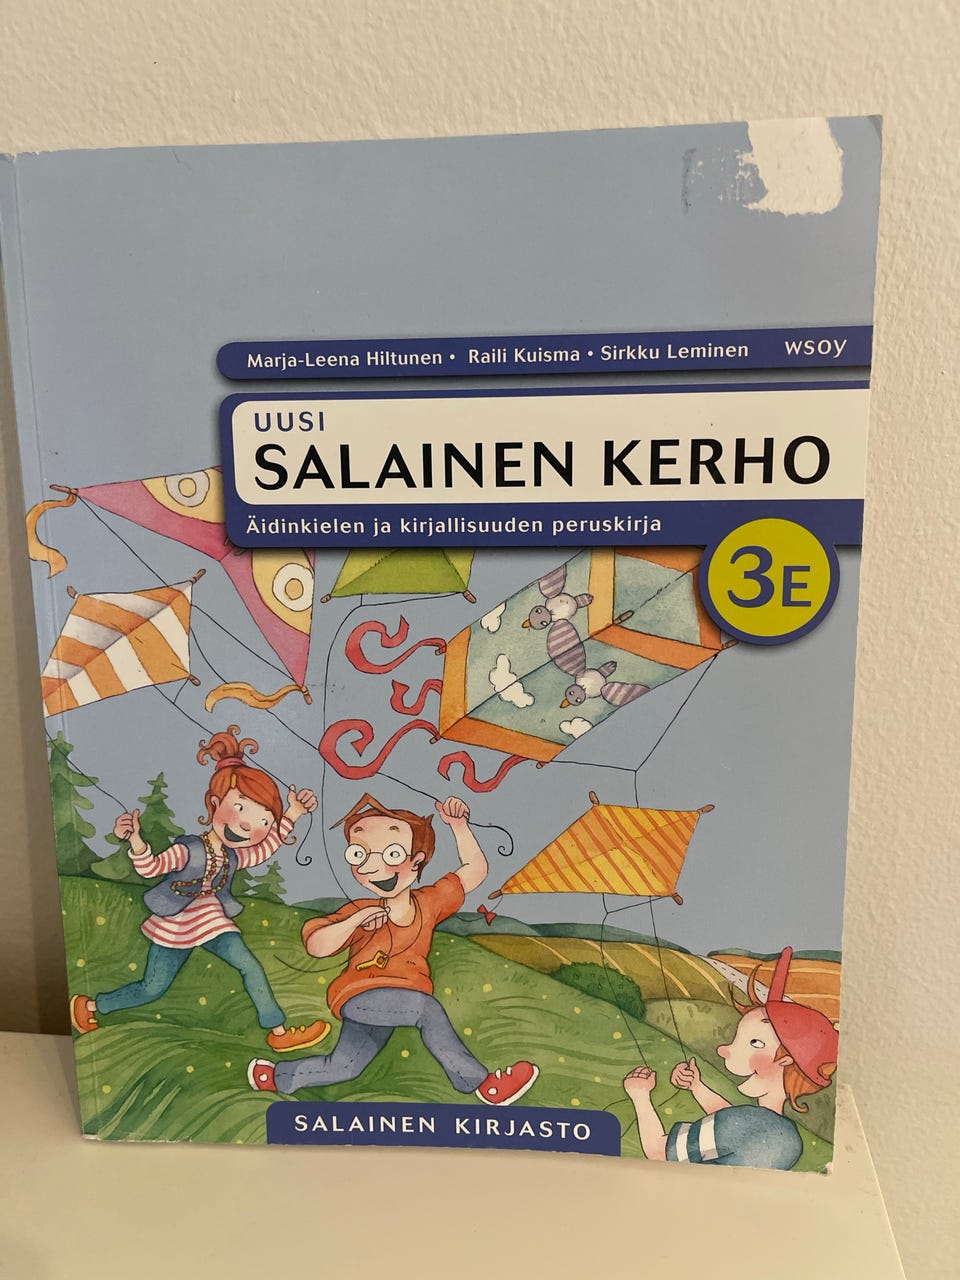 Marja-Leena Hiltunen • Raili Kuisma • Sirkku Leminen wsoy
UUSI
SALAINEN KERHO
Äidinkielen ja kirjallisuuden peruskirja
3E
SALAINEN KIRJASTO